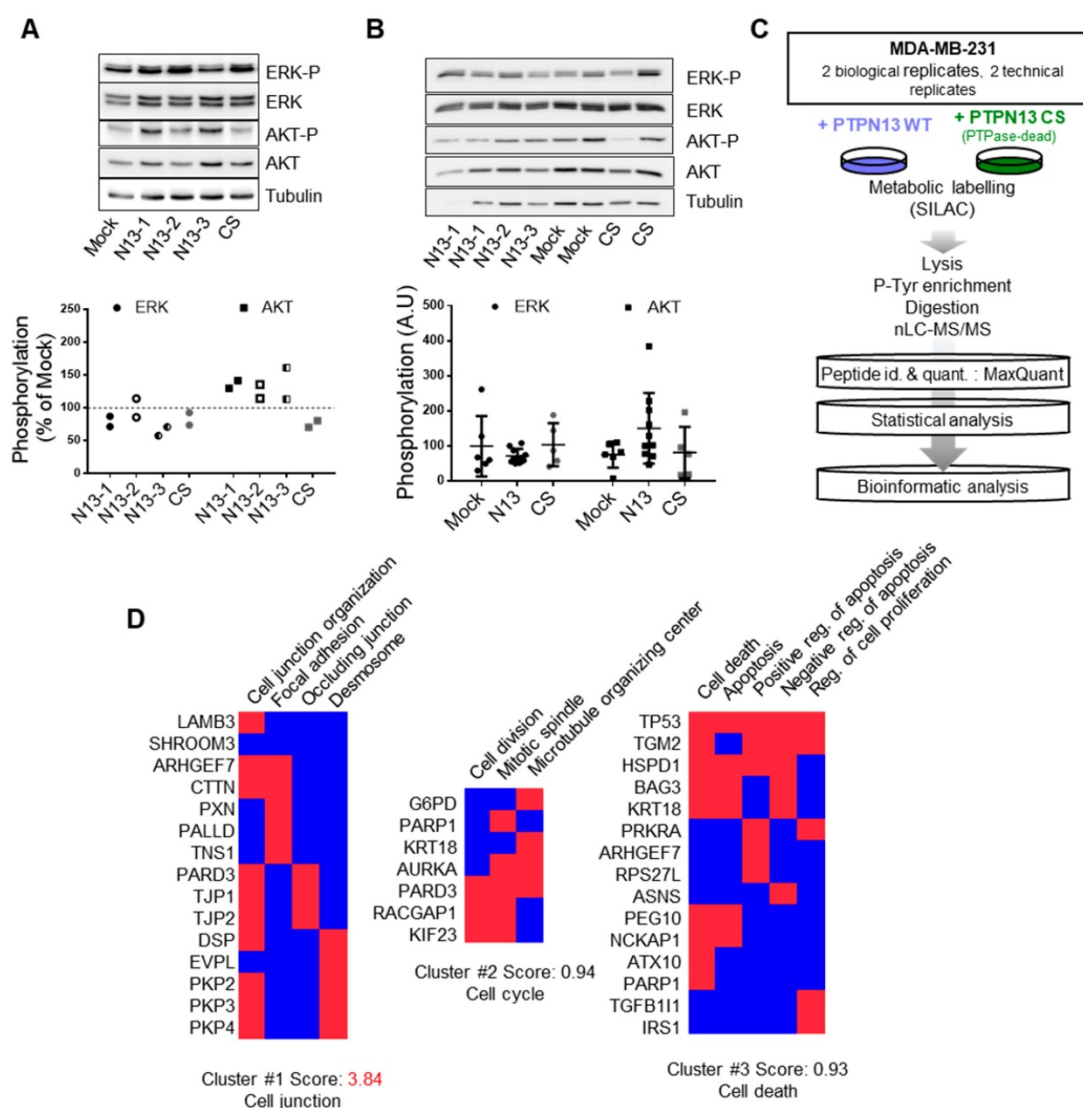 A
ERK-P
ERK
AKT-P
AKT
Tubulin
Mock
N13-1
N13-2
N13-3
CS
ERK
AKT
Phosphorylation
(% of Mock)
250
200
150
100
50
0
N13-1
N13-2
N13-3
CS
N13-1
N13-2
N13-3
CS
B
ERK-P
ERK
AKT-P
AKT
Tubulin
N13-1
N13-1
N13-2
N13-3
Mock
Mock
CS
CS
ERK
AKT
Phosphorylation (A.U)
500
400
300
200
100
0
Mock
N13
CS
Mock
N13
CS
C
MDA-MB-231
2 biological replicates, 2 technical
replicates
+ PTPN13 WT
+ PTPN13 CS
(PTPase-dead)
Metabolic labelling
(SILAC)
Lysis
P-Tyr enrichment
Digestion
nLC-MS/MS
Peptide id. & quant. : MaxQuant
Statistical analysis
Bioinformatic analysis
D
Cell junction organization
Focal adhesion
Occluding junction
Desmosome
LAMB3
SHROOM3
ARHGEF7
CTTN
PXN
PALLD
TNS1
PARD3
TJP1
TJP2
DSP
EVPL
PKP2
PKP3
PKP4
Cluster #1 Score: 3.84
Cell junction
Cell division
Mitotic spindle
Microtubule organizing center
G6PD
PARP1
KRT18
AURKA
PARD3
RACGAP1
KIF23
Cluster #2 Score: 0.94
Cell cycle
Cell death
Apoptosis
Positive reg. of apoptosis
Negative reg. of apoptosis
Reg. of cell proliferation
TP53
TGM2
HSPD1
BAG3
KRT18
PRKRA
ARHGEF7
RPS27L
ASNS
PEG10
NCKAP1
ATX10
PARP1
TGFB1I1
IRS1
Cluster #3 Score: 0.93
Cell death